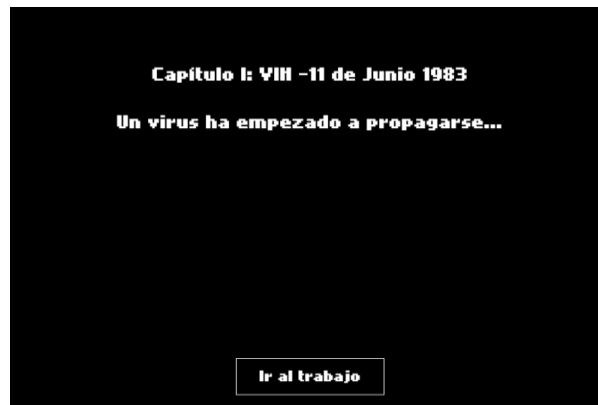 Capítulo I: VIH -11 de Junio 1983
Un virus ha empezado a propagarse...
Ir al trabajo